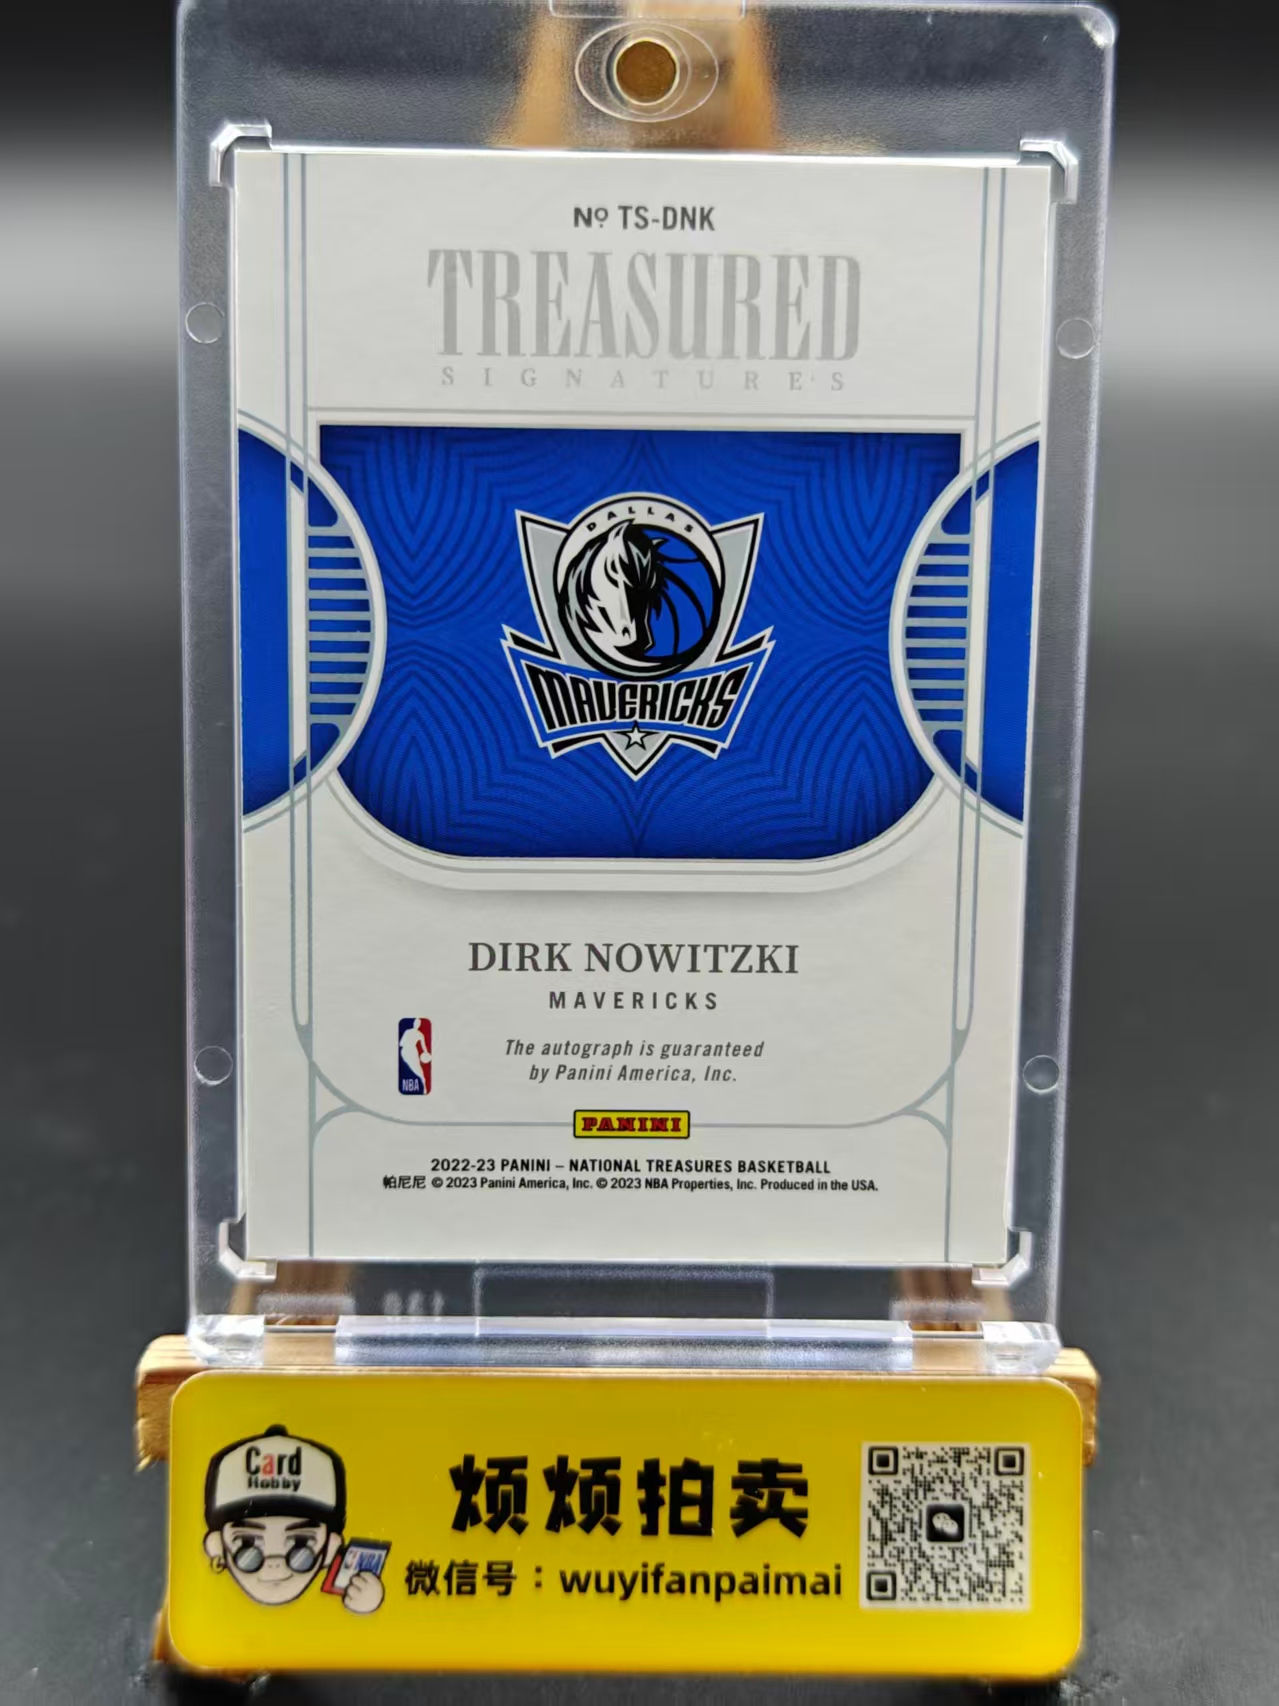 Nº TS-DNK
TREASURED
SIGNATURES
DALLAS
MAVERICKS
DIRK NOWITZKI
MAVERICKS
The autograph is guaranteed
by Panini America, Inc.
NBA
PANINI
2022-23 PANINI – NATIONAL TREASURES BASKETBALL
帕尼尼 © 2023 Panini America, Inc. © 2023 NBA Properties, Inc. Produced in the USA.
Card
Hobby
NBA
烦烦拍卖
微信号：wuyifanpaimai